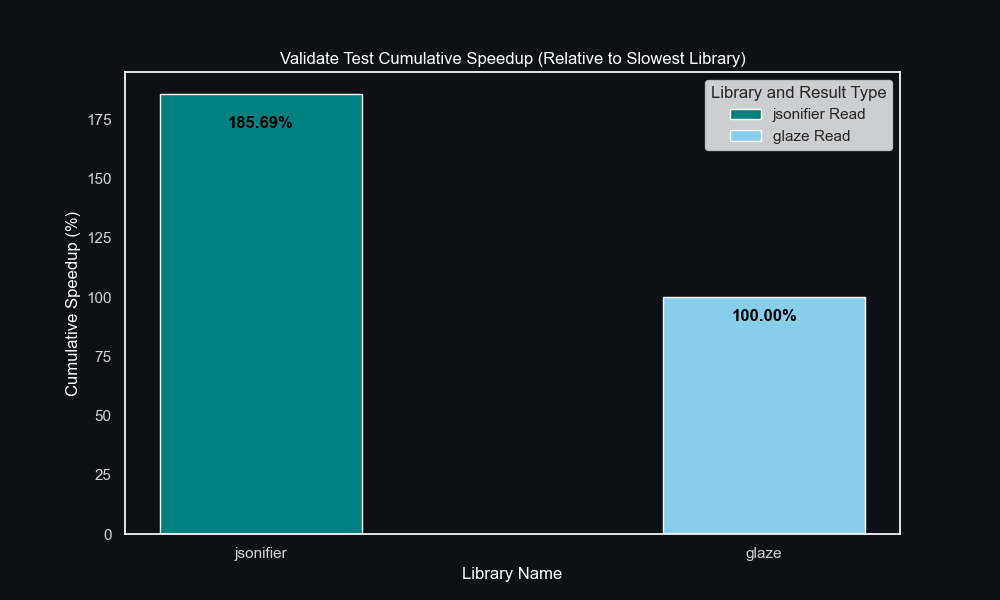 Validate Test Cumulative Speedup (Relative to Slowest Library)
Library and Result Type
jsonifier Read
glaze Read
Cumulative Speedup (%)
175
150
125
100
75
50
25
0
185.69%
100.00%
jsonifier
glaze
Library Name